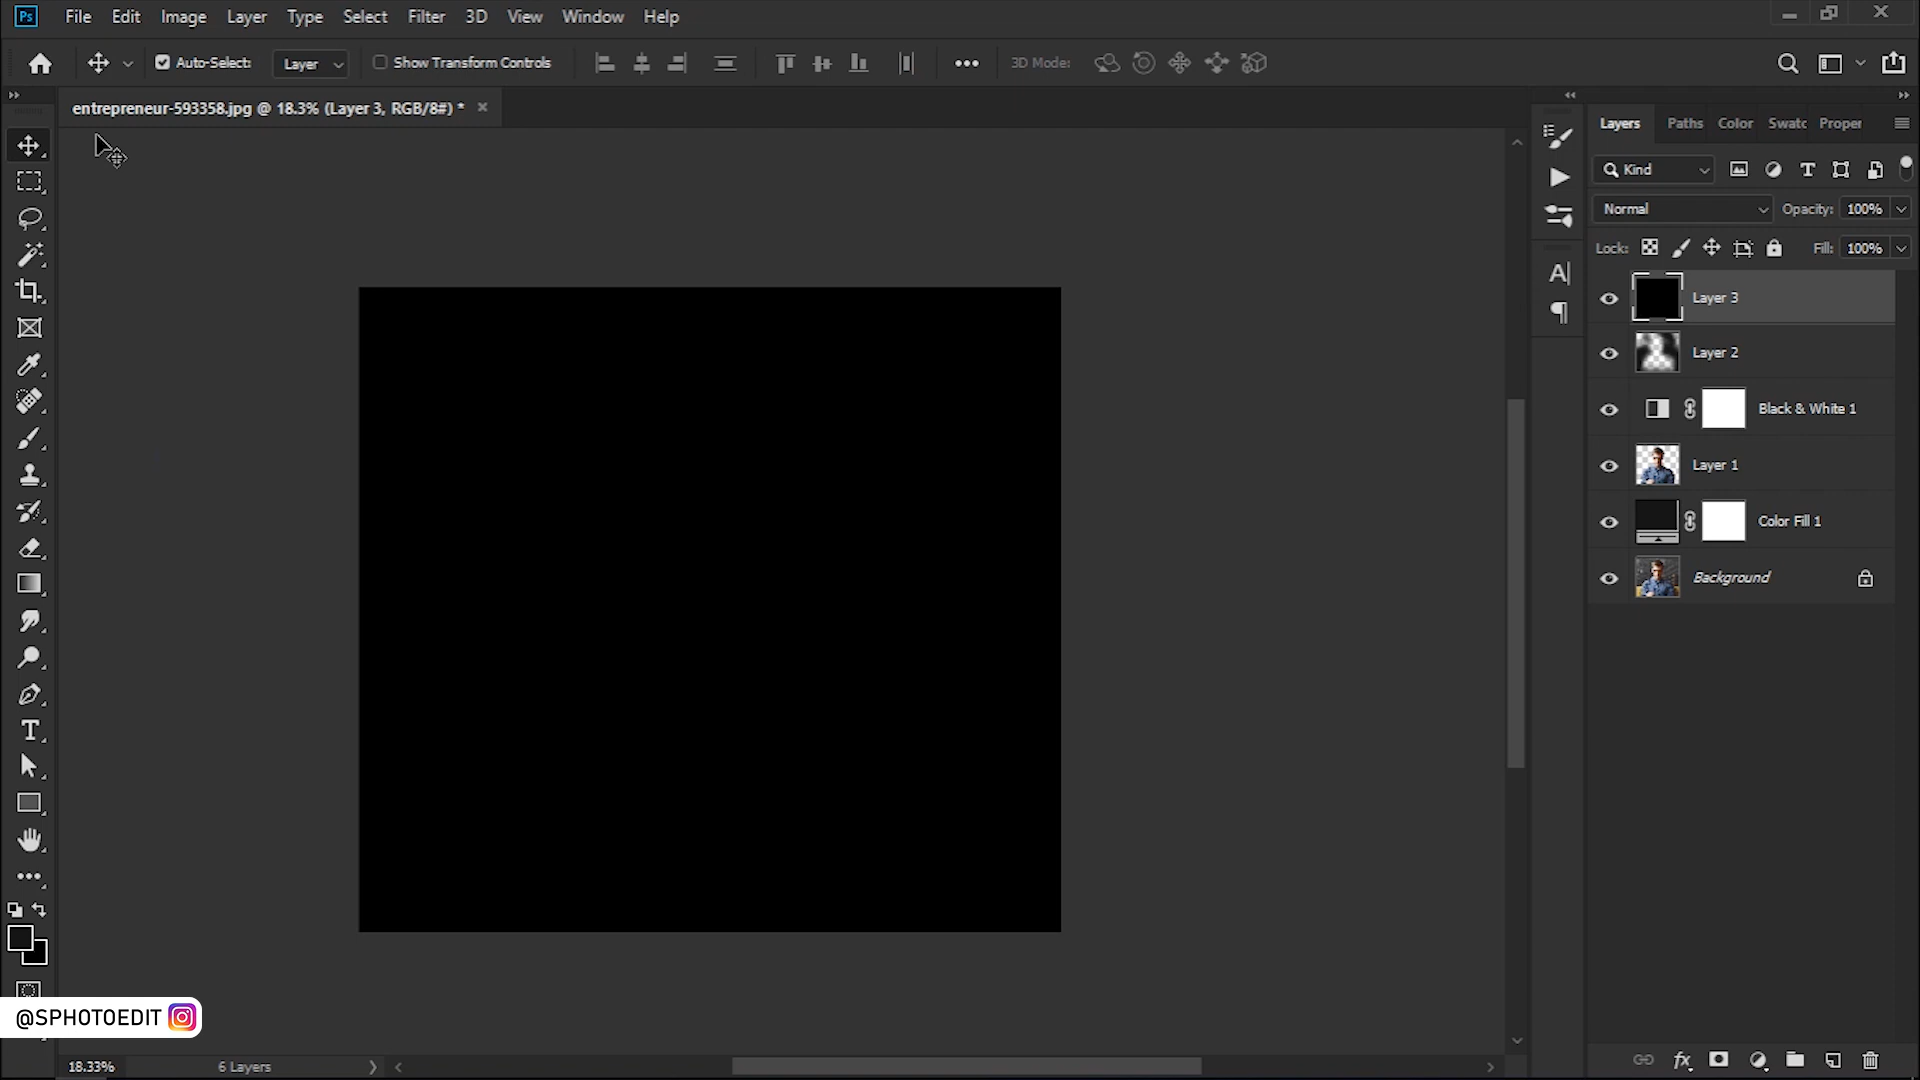 Ps File Edit Image Layer Type Select Filter 3D View Window Help
Auto-Select: Layer Show Transform Controls 3D Mode:
entrepreneur-593358.jpg @ 18.3% (Layer 3, RGB/8#) *
Layers Paths Color Swatc Proper
Kind
Normal Opacity: 100%
Lock: Fill: 100%
Layer 3
Layer 2
Black & White 1
Layer 1
Color Fill 1
Background
@SPHOTOEDIT
18.33% 6 Layers